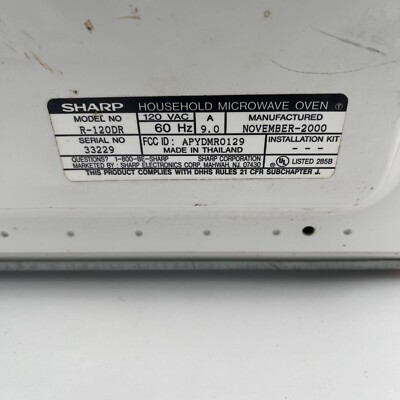 SHARP HOUSEHOLD MICROWAVE OVEN
MODEL NO 120 VAC A MANUFACTURED
R-120DR 60 Hz 9.0 NOVEMBER-2000
SERIAL NO FCC ID: APYDMR0129 INSTALLATION KIT
33229 MADE IN THAILAND - - -
QUESTIONS? 1-800-BE-SHARP SHARP CORPORATION
MARKETED BY: SHARP ELECTRONICS CORP. MAHWAH, NJ. 07430 UL LISTED 285B
THIS PRODUCT COMPLIES WITH DHHS RULES 21 CFR SUBCHAPTER J.